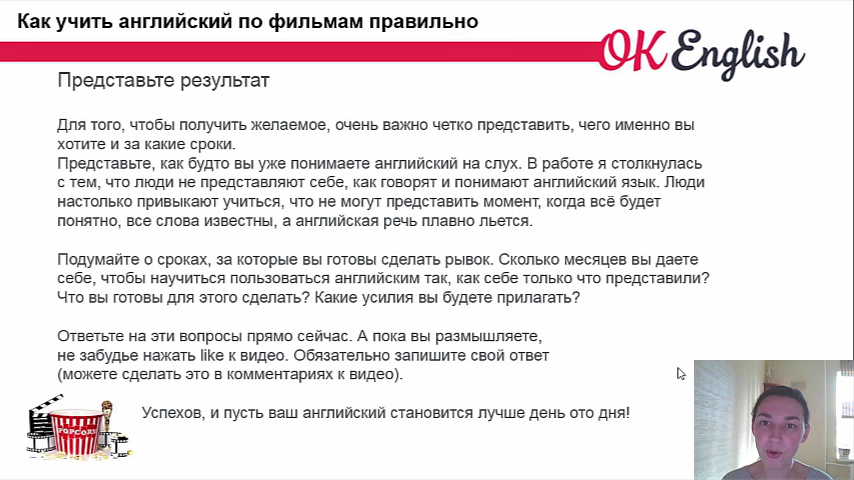 Как учить английский по фильмам правильно
OK English
Представьте результат
Для того, чтобы получить желаемое, очень важно четко представить, чего именно вы
хотите и за какие сроки.
Представьте, как будто вы уже понимаете английский на слух. В работе я столкнулась
с тем, что люди не представляют себе, как говорят и понимают английский язык. Люди
настолько привыкают учиться, что не могут представить момент, когда всё будет
понятно, все слова известны, а английская речь плавно льется.
Подумайте о сроках, за которые вы готовы сделать рывок. Сколько месяцев вы даете
себе, чтобы научиться пользоваться английским так, как себе только что представили?
Что вы готовы для этого сделать? Какие усилия вы будете прилагать?
Ответьте на эти вопросы прямо сейчас. А пока вы размышляете,
не забудье нажать like к видео. Обязательно запишите свой ответ
(можете сделать это в комментариях к видео).
POPCORN
Успехов, и пусть ваш английский становится лучше день ото дня!